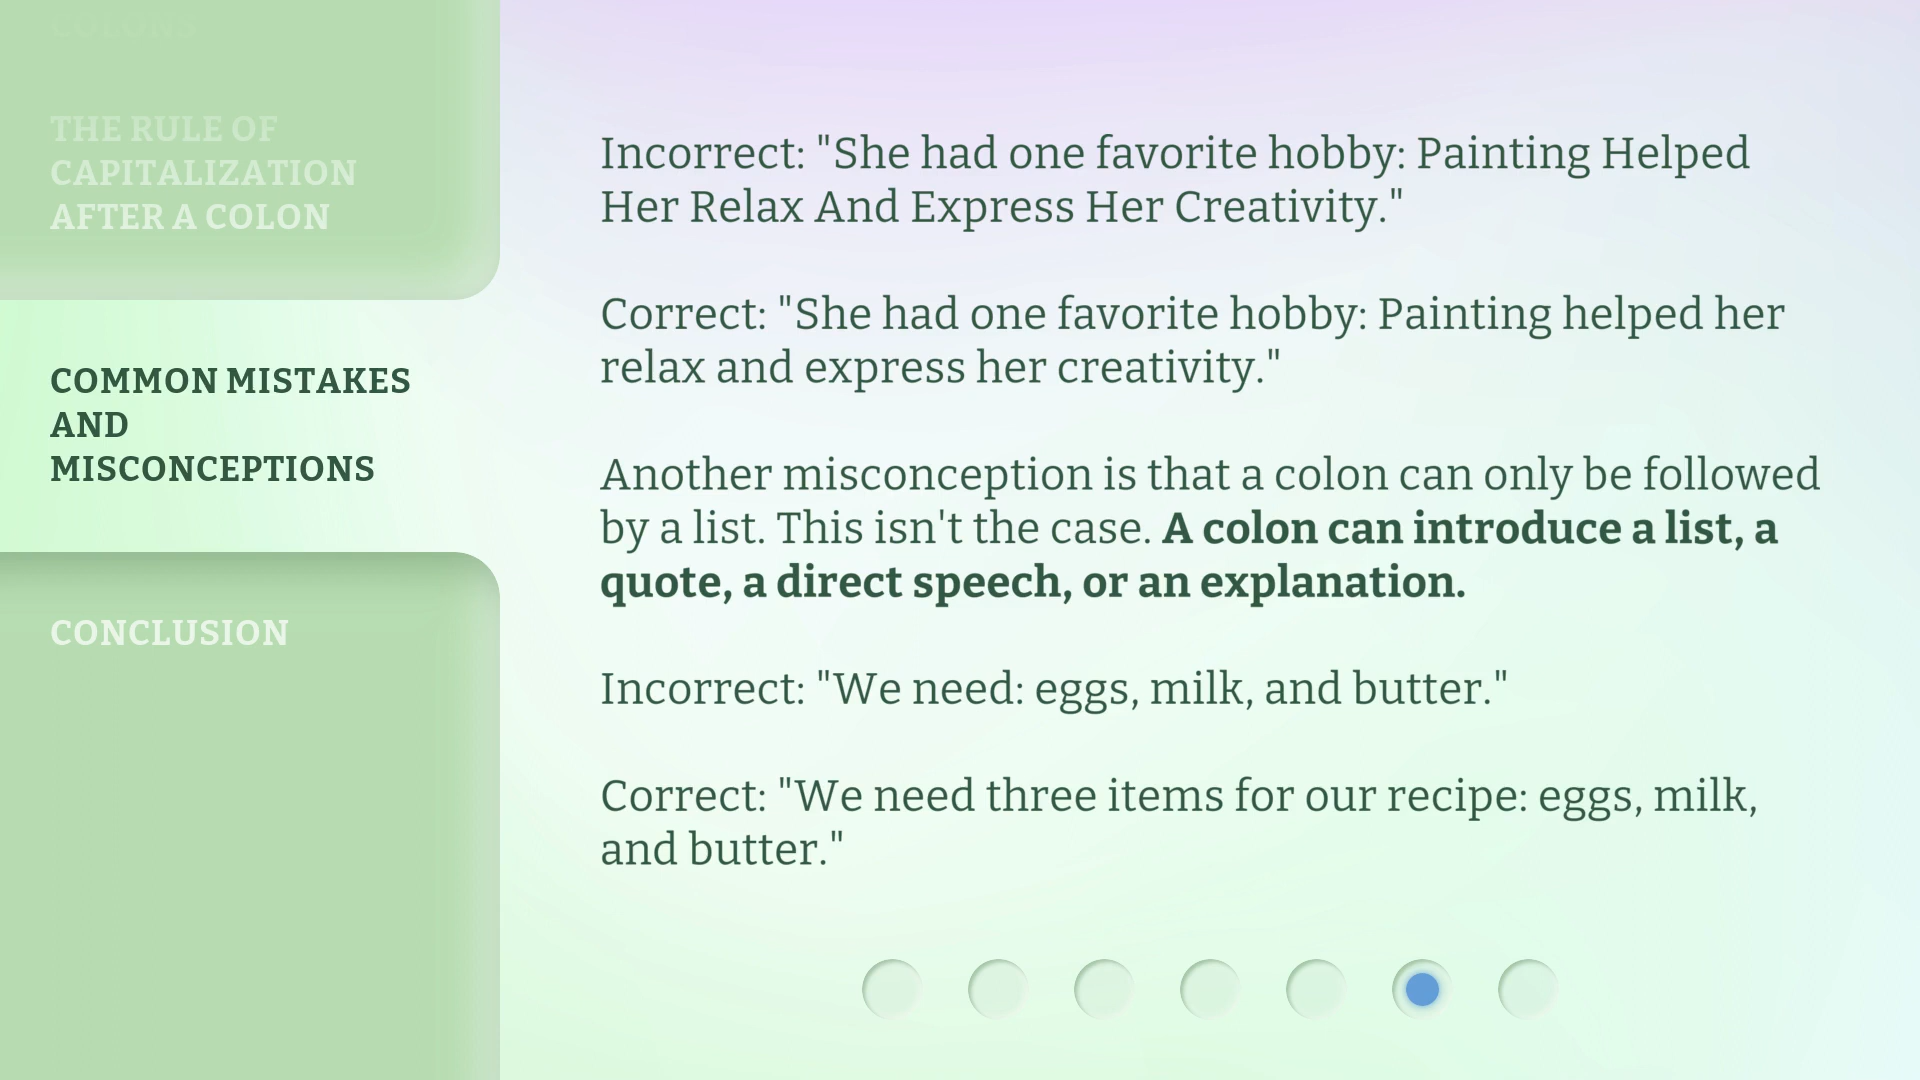 COLONS
THE RULE OF
CAPITALIZATION
AFTER A COLON
COMMON MISTAKES
AND
MISCONCEPTIONS
CONCLUSION
Incorrect: "She had one favorite hobby: Painting Helped
Her Relax And Express Her Creativity."
Correct: "She had one favorite hobby: Painting helped her
relax and express her creativity."
Another misconception is that a colon can only be followed
by a list. This isn't the case. A colon can introduce a list, a
quote, a direct speech, or an explanation.
Incorrect: "We need: eggs, milk, and butter."
Correct: "We need three items for our recipe: eggs, milk,
and butter."